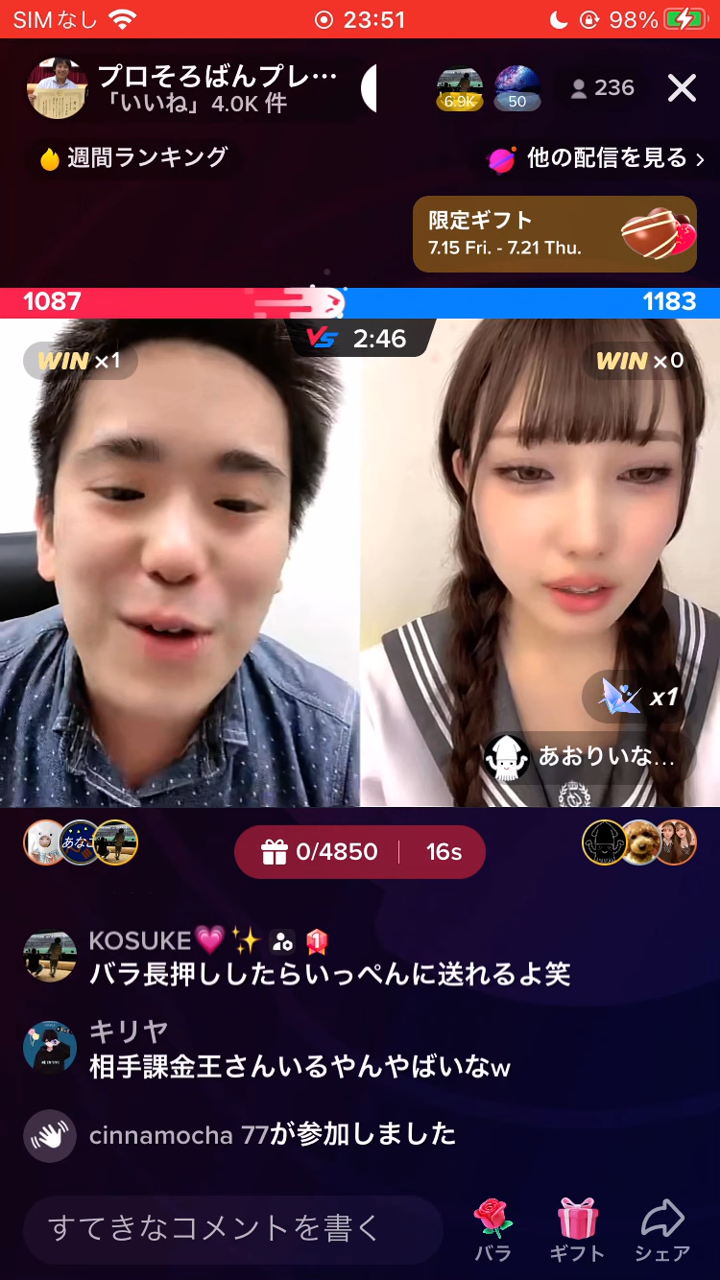 SIMなし 23:51 98%
プロそろばんプレ…
「いいね」4.0K 件
6.9K 50 236
週間ランキング
他の配信を見る
限定ギフト
7.15 Fri. - 7.21 Thu.
1087 1183
VS 2:46
WIN x1
WIN x0
x1
あおりいな…
あなご
0/4850 16s
KOSUKE💗✨ 1
バラ長押ししたらいっぺんに送れるよ笑
キリヤ
相手課金王さんいるやんやばいなw
cinnamocha 77が参加しました
すてきなコメントを書く
バラ ギフト シェア